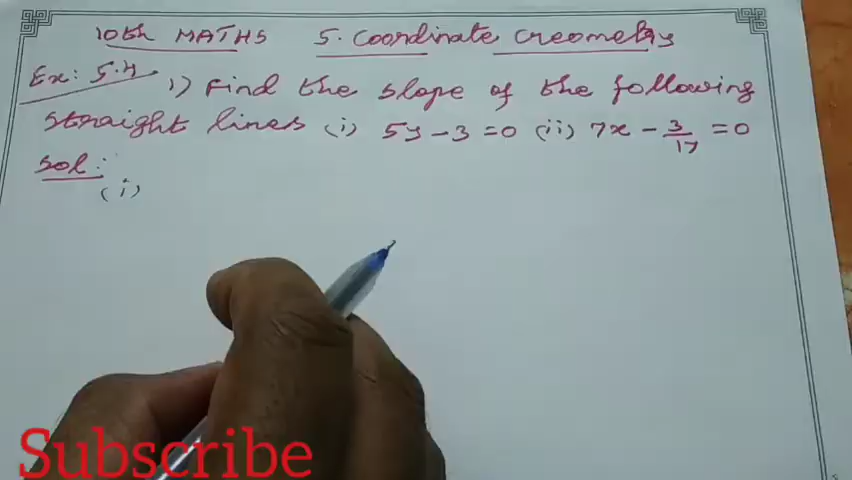 10th MATHS 5. Coordinate Creometry
Ex: 5.4 1) Find the slope of the following
straight lines (i) 5y - 3 = 0 (ii) 7x - 3/17 = 0
Sol:
(i)
Subscribe